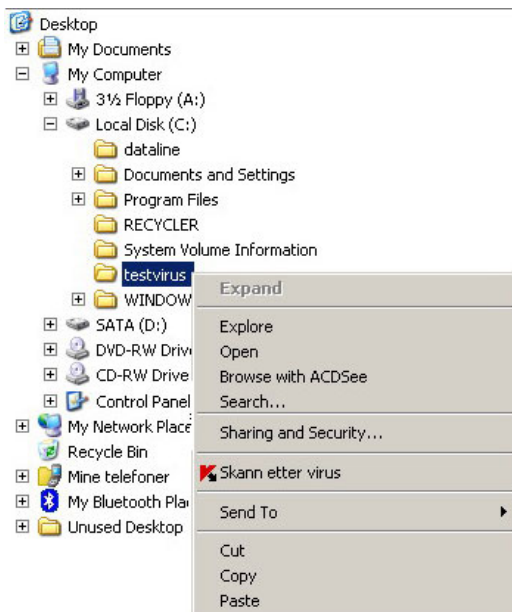 Desktop
My Documents
My Computer
3½ Floppy (A:)
Local Disk (C:)
dataline
Documents and Settings
Program Files
RECYCLER
System Volume Information
testvirus
WINDOW
SATA (D:)
DVD-RW Driv
CD-RW Drive
Control Panel
My Network Place
Recycle Bin
Mine telefoner
My Bluetooth Pla
Unused Desktop
Expand
Explore
Open
Browse with ACDSee
Search...
Sharing and Security...
Skann etter virus
Send To
Cut
Copy
Paste